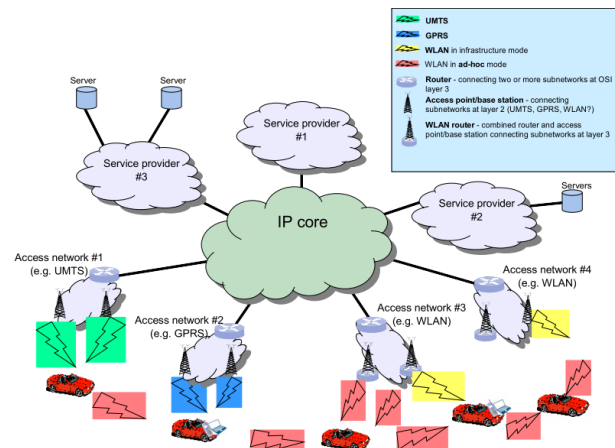 UMTS
GPRS
WLAN in infrastructure mode
WLAN in ad-hoc mode
Router - connecting two or more subnetworks at OSI
layer 3
Access point/base station - connecting
subnetworks at layer 2 (UMTS, GPRS, WLAN?)
WLAN router - combined router and access
point/base station connecting subnetworks at layer 3
Server
Server
Service provider
#1
Service provider
#3
Service provider
#2
Servers
IP core
Access network #1
(e.g. UMTS)
Access network #2
(e.g. GPRS)
Access network #3
(e.g. WLAN)
Access network #4
(e.g. WLAN)